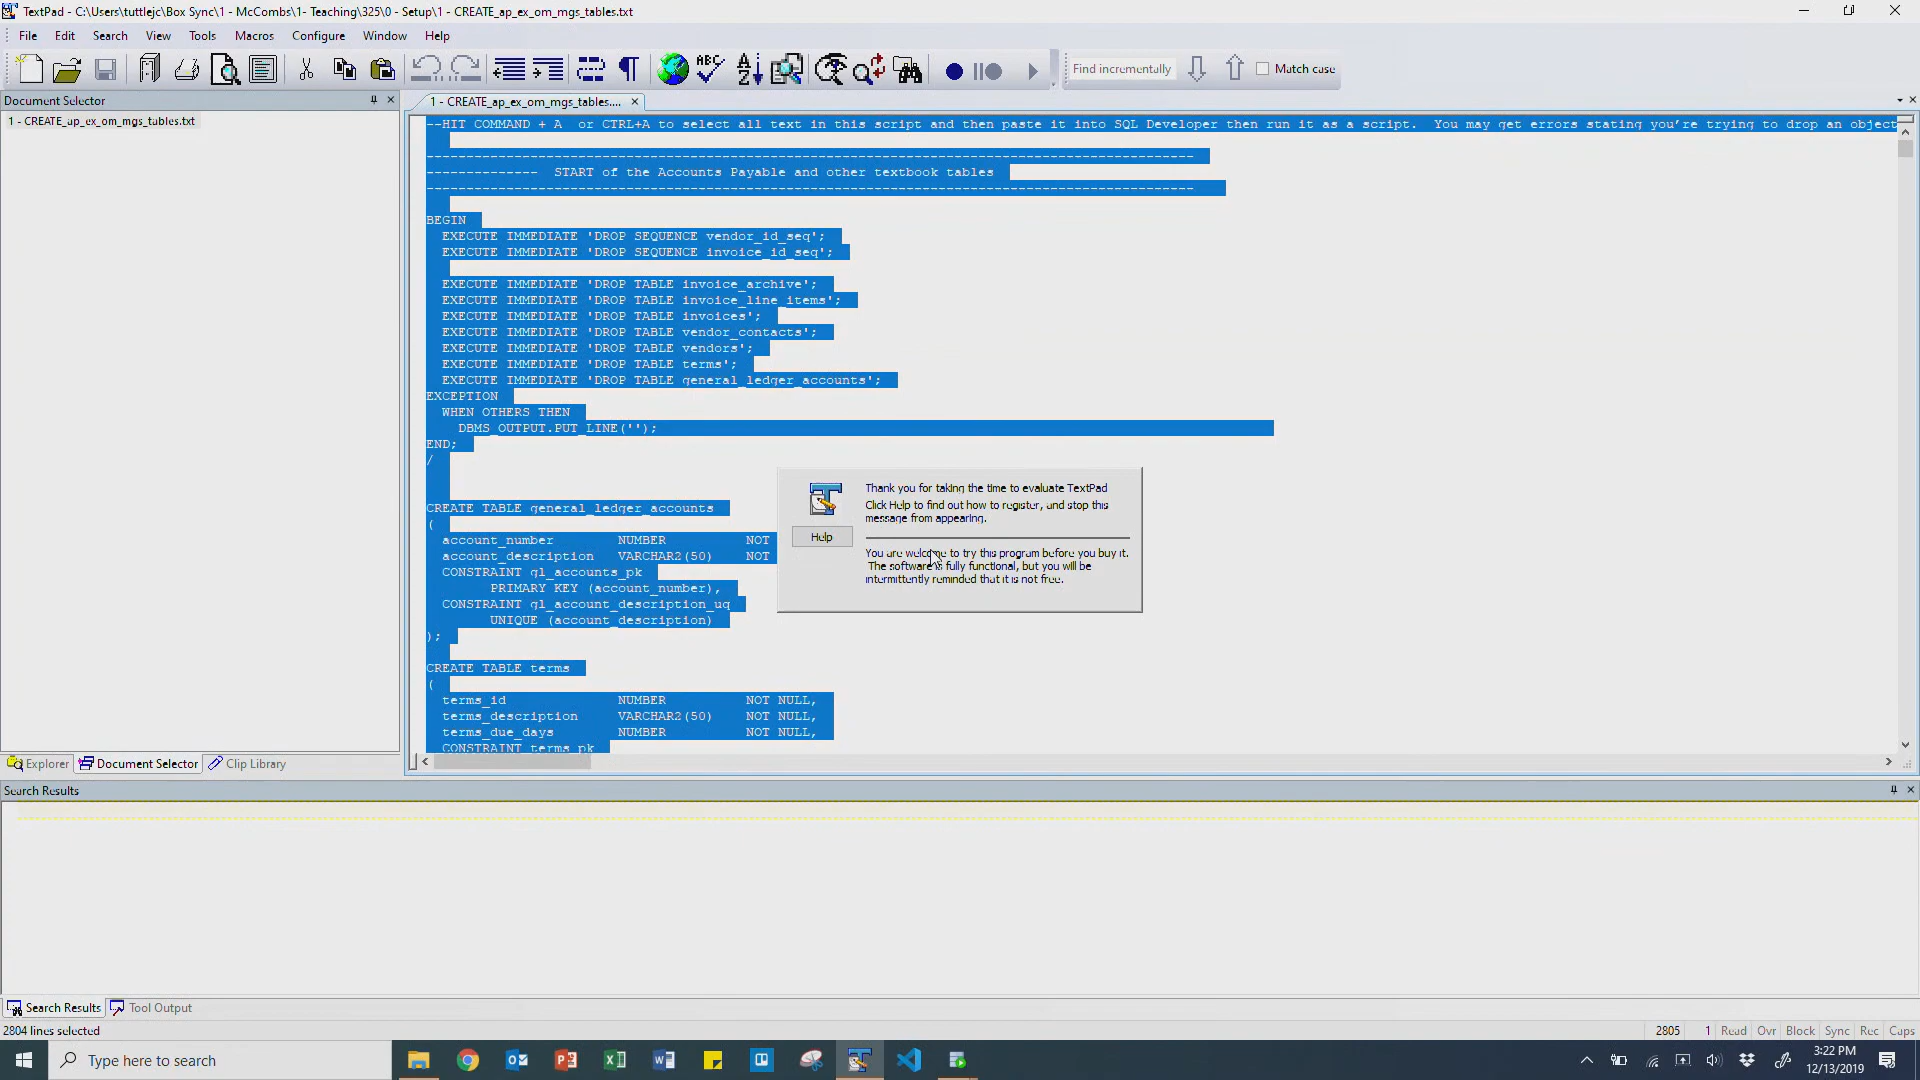 TextPad - C:\Users\tuttlejc\Box Sync\1 - McCombs\1- Teaching\325\0 - Setup\1 - CREATE_ap_ex_om_mgs_tables.txt
File Edit Search View Tools Macros Configure Window Help
Find incrementally Match case
Document Selector
1 - CREATE_ap_ex_om_mgs_tables....
1 - CREATE_ap_ex_om_mgs_tables.txt
--HIT COMMAND + A  or CTRL+A to select all text in this script and then paste it into SQL Developer then run it as a script.  You may get errors stating you're trying to drop an object
------------------------------------------------------------------------------------------------
--------------  START of the Accounts Payable and other textbook tables
------------------------------------------------------------------------------------------------
BEGIN
EXECUTE IMMEDIATE 'DROP SEQUENCE vendor_id_seq';
EXECUTE IMMEDIATE 'DROP SEQUENCE invoice_id_seq';
EXECUTE IMMEDIATE 'DROP TABLE invoice_archive';
EXECUTE IMMEDIATE 'DROP TABLE invoice_line_items';
EXECUTE IMMEDIATE 'DROP TABLE invoices';
EXECUTE IMMEDIATE 'DROP TABLE vendor_contacts';
EXECUTE IMMEDIATE 'DROP TABLE vendors';
EXECUTE IMMEDIATE 'DROP TABLE terms';
EXECUTE IMMEDIATE 'DROP TABLE general_ledger_accounts';
EXCEPTION
WHEN OTHERS THEN
DBMS_OUTPUT.PUT_LINE('');
END;
/
CREATE TABLE general_ledger_accounts
(
account_number NUMBER NOT
account_description VARCHAR2(50) NOT
CONSTRAINT gl_accounts_pk
PRIMARY KEY (account_number),
CONSTRAINT gl_account_description_uq
UNIQUE (account_description)
);
CREATE TABLE terms
(
terms_id NUMBER NOT NULL,
terms_description VARCHAR2(50) NOT NULL,
terms_due_days NUMBER NOT NULL,
CONSTRAINT terms_pk
Thank you for taking the time to evaluate TextPad
Click Help to find out how to register, and stop this
message from appearing.
Help
You are welcome to try this program before you buy it.
The software is fully functional, but you will be
intermittently reminded that it is not free.
Explorer Document Selector Clip Library
Search Results
Search Results Tool Output
2804 lines selected 2805 1 Read Ovr Block Sync Rec Caps
Type here to search
3:22 PM
12/13/2019